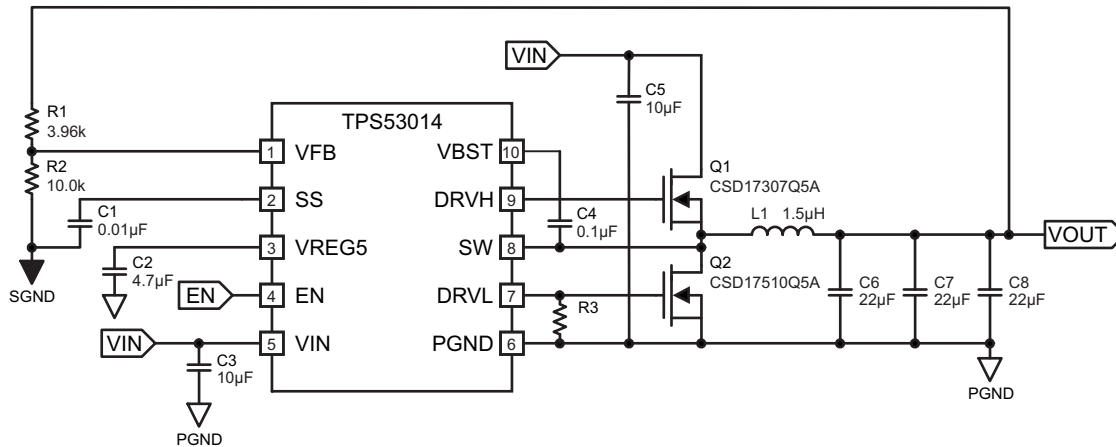 VIN
C5
10µF
R1
3.96k
TPS53014
R2
10.0k
1
VFB
VBST
10
Q1
CSD17307Q5A
2
SS
DRVH
9
C1
0.01µF
C4
0.1µF
L1
1.5µH
3
VREG5
SW
8
VOUT
C2
4.7µF
Q2
CSD17510Q5A
SGND
EN
4
EN
DRVL
7
R3
C6
22µF
C7
22µF
C8
22µF
VIN
5
VIN
PGND
6
C3
10µF
PGND
PGND